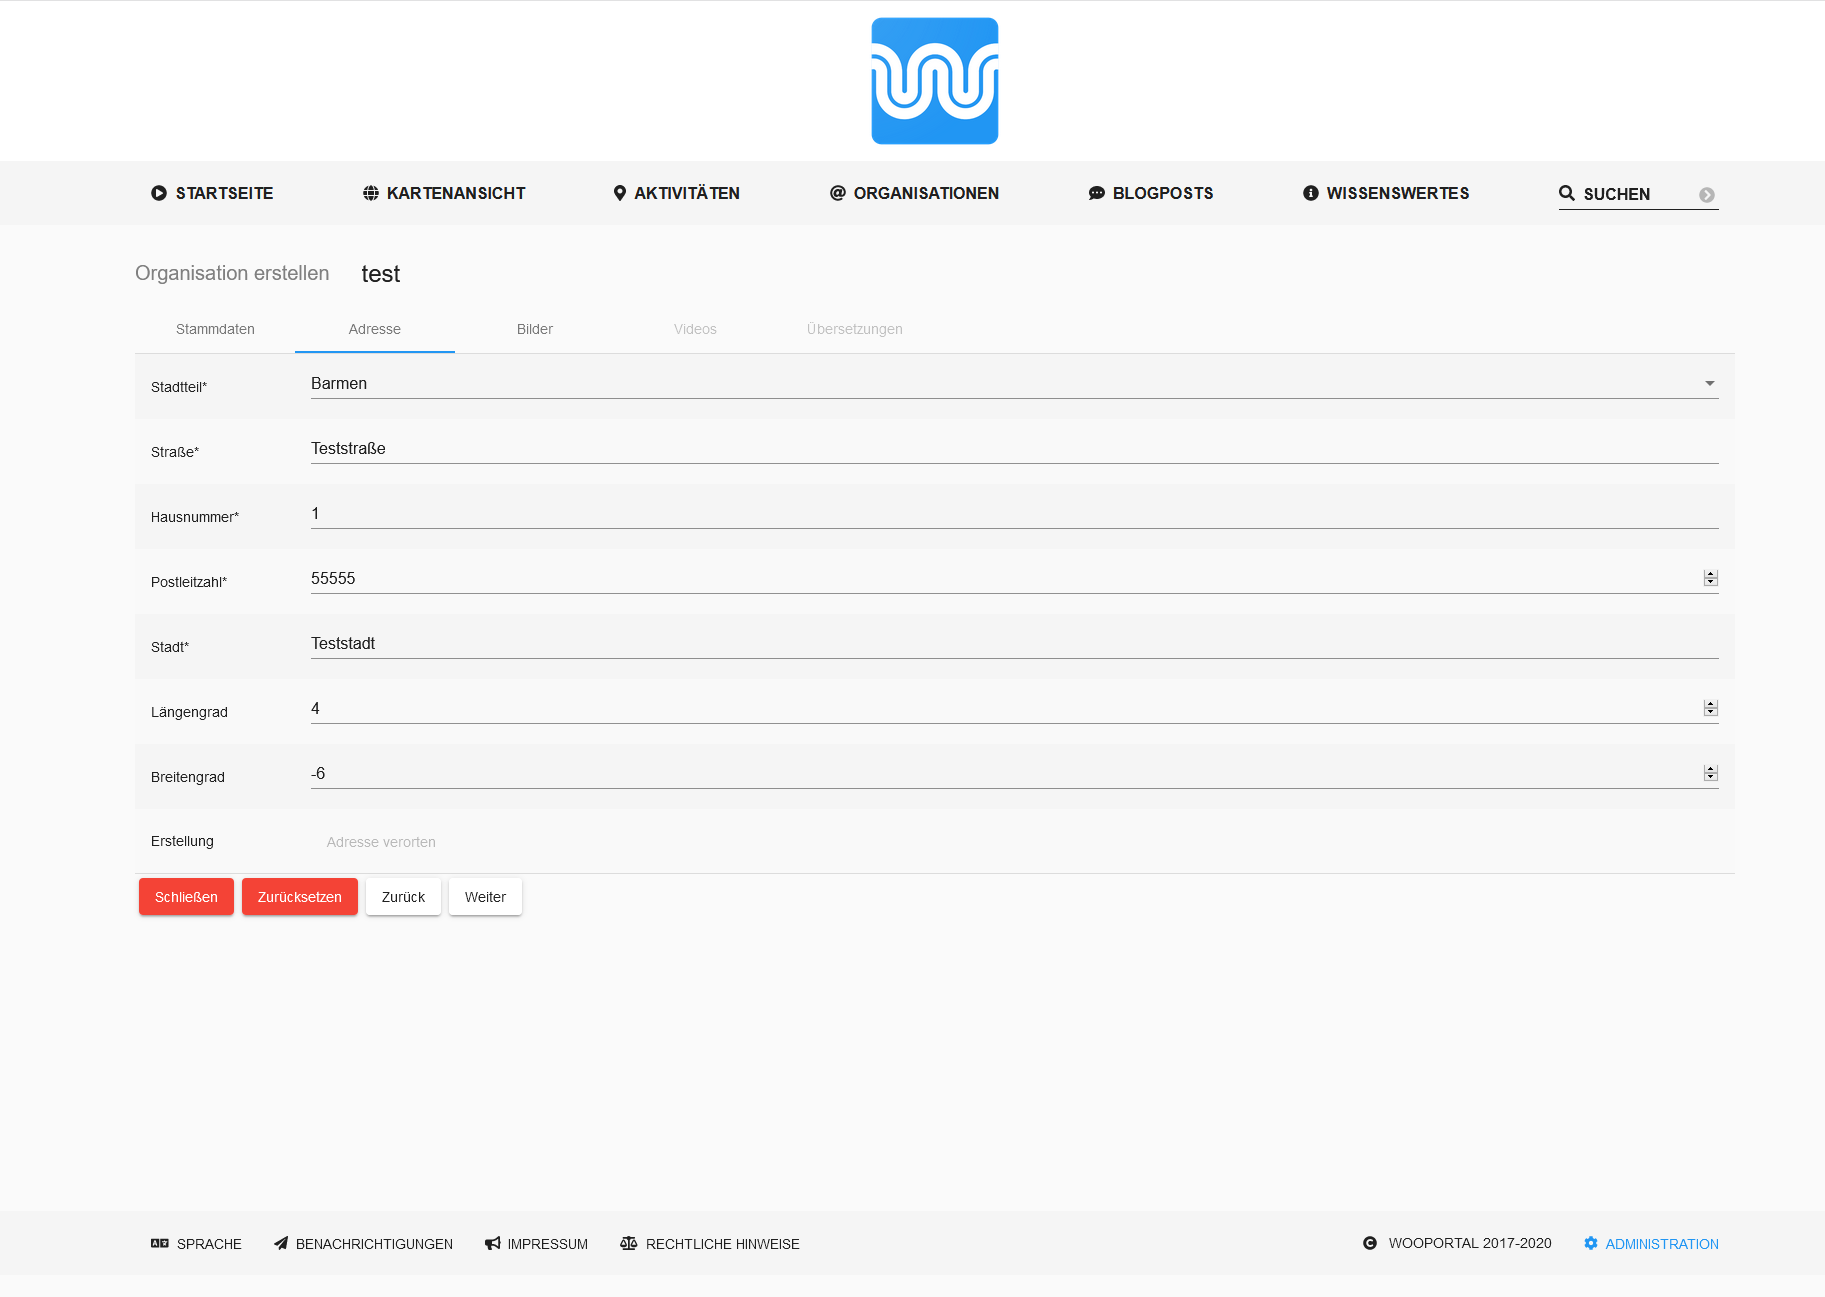 STARTSEITE KARTENANSICHT AKTIVITÄTEN @ ORGANISATIONEN BLOGPOSTS WISSENSWERTES SUCHEN
Organisation erstellen test
Stammdaten Adresse Bilder Videos Übersetzungen
Stadtteil* Barmen
Straße* Teststraße
Hausnummer* 1
Postleitzahl* 55555
Stadt* Teststadt
Längengrad 4
Breitengrad -6
Erstellung Adresse verorten
Schließen Zurücksetzen Zurück Weiter
SPRACHE BENACHRICHTIGUNGEN IMPRESSUM RECHTLICHE HINWEISE WOOPORTAL 2017-2020 ADMINISTRATION